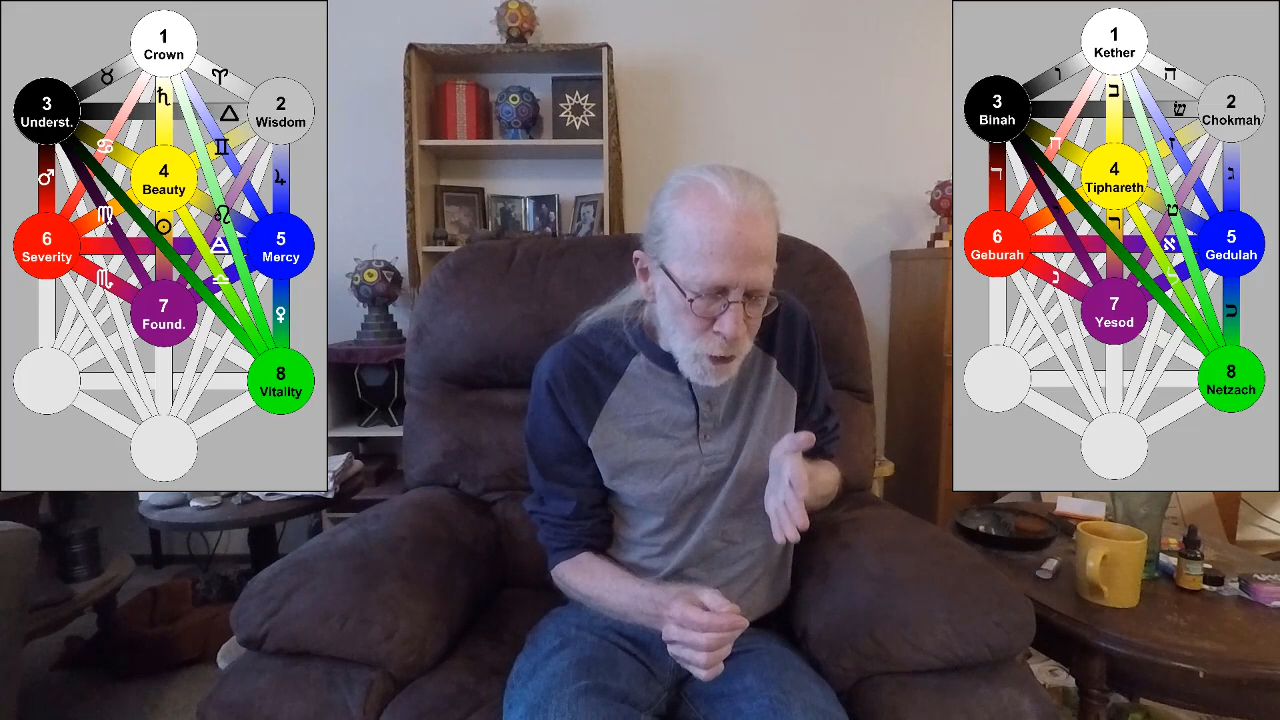 1
Crown
♉
♈
♄
3
Underst.
2
Wisdom
🜂
♋
♊
4
Beauty
♂
♃
♍
♌
☉
6
Severity
5
Mercy
🜁
♏
♎
7
Found.
♀
8
Vitality
1
Kether
ו
ה
ב
3
Binah
2
Chokmah
ש
ח
4
Tiphareth
ד
ג
י
ט
ר
6
Geburah
5
Gedulah
א
נ
ל
7
Yesod
8
Netzach